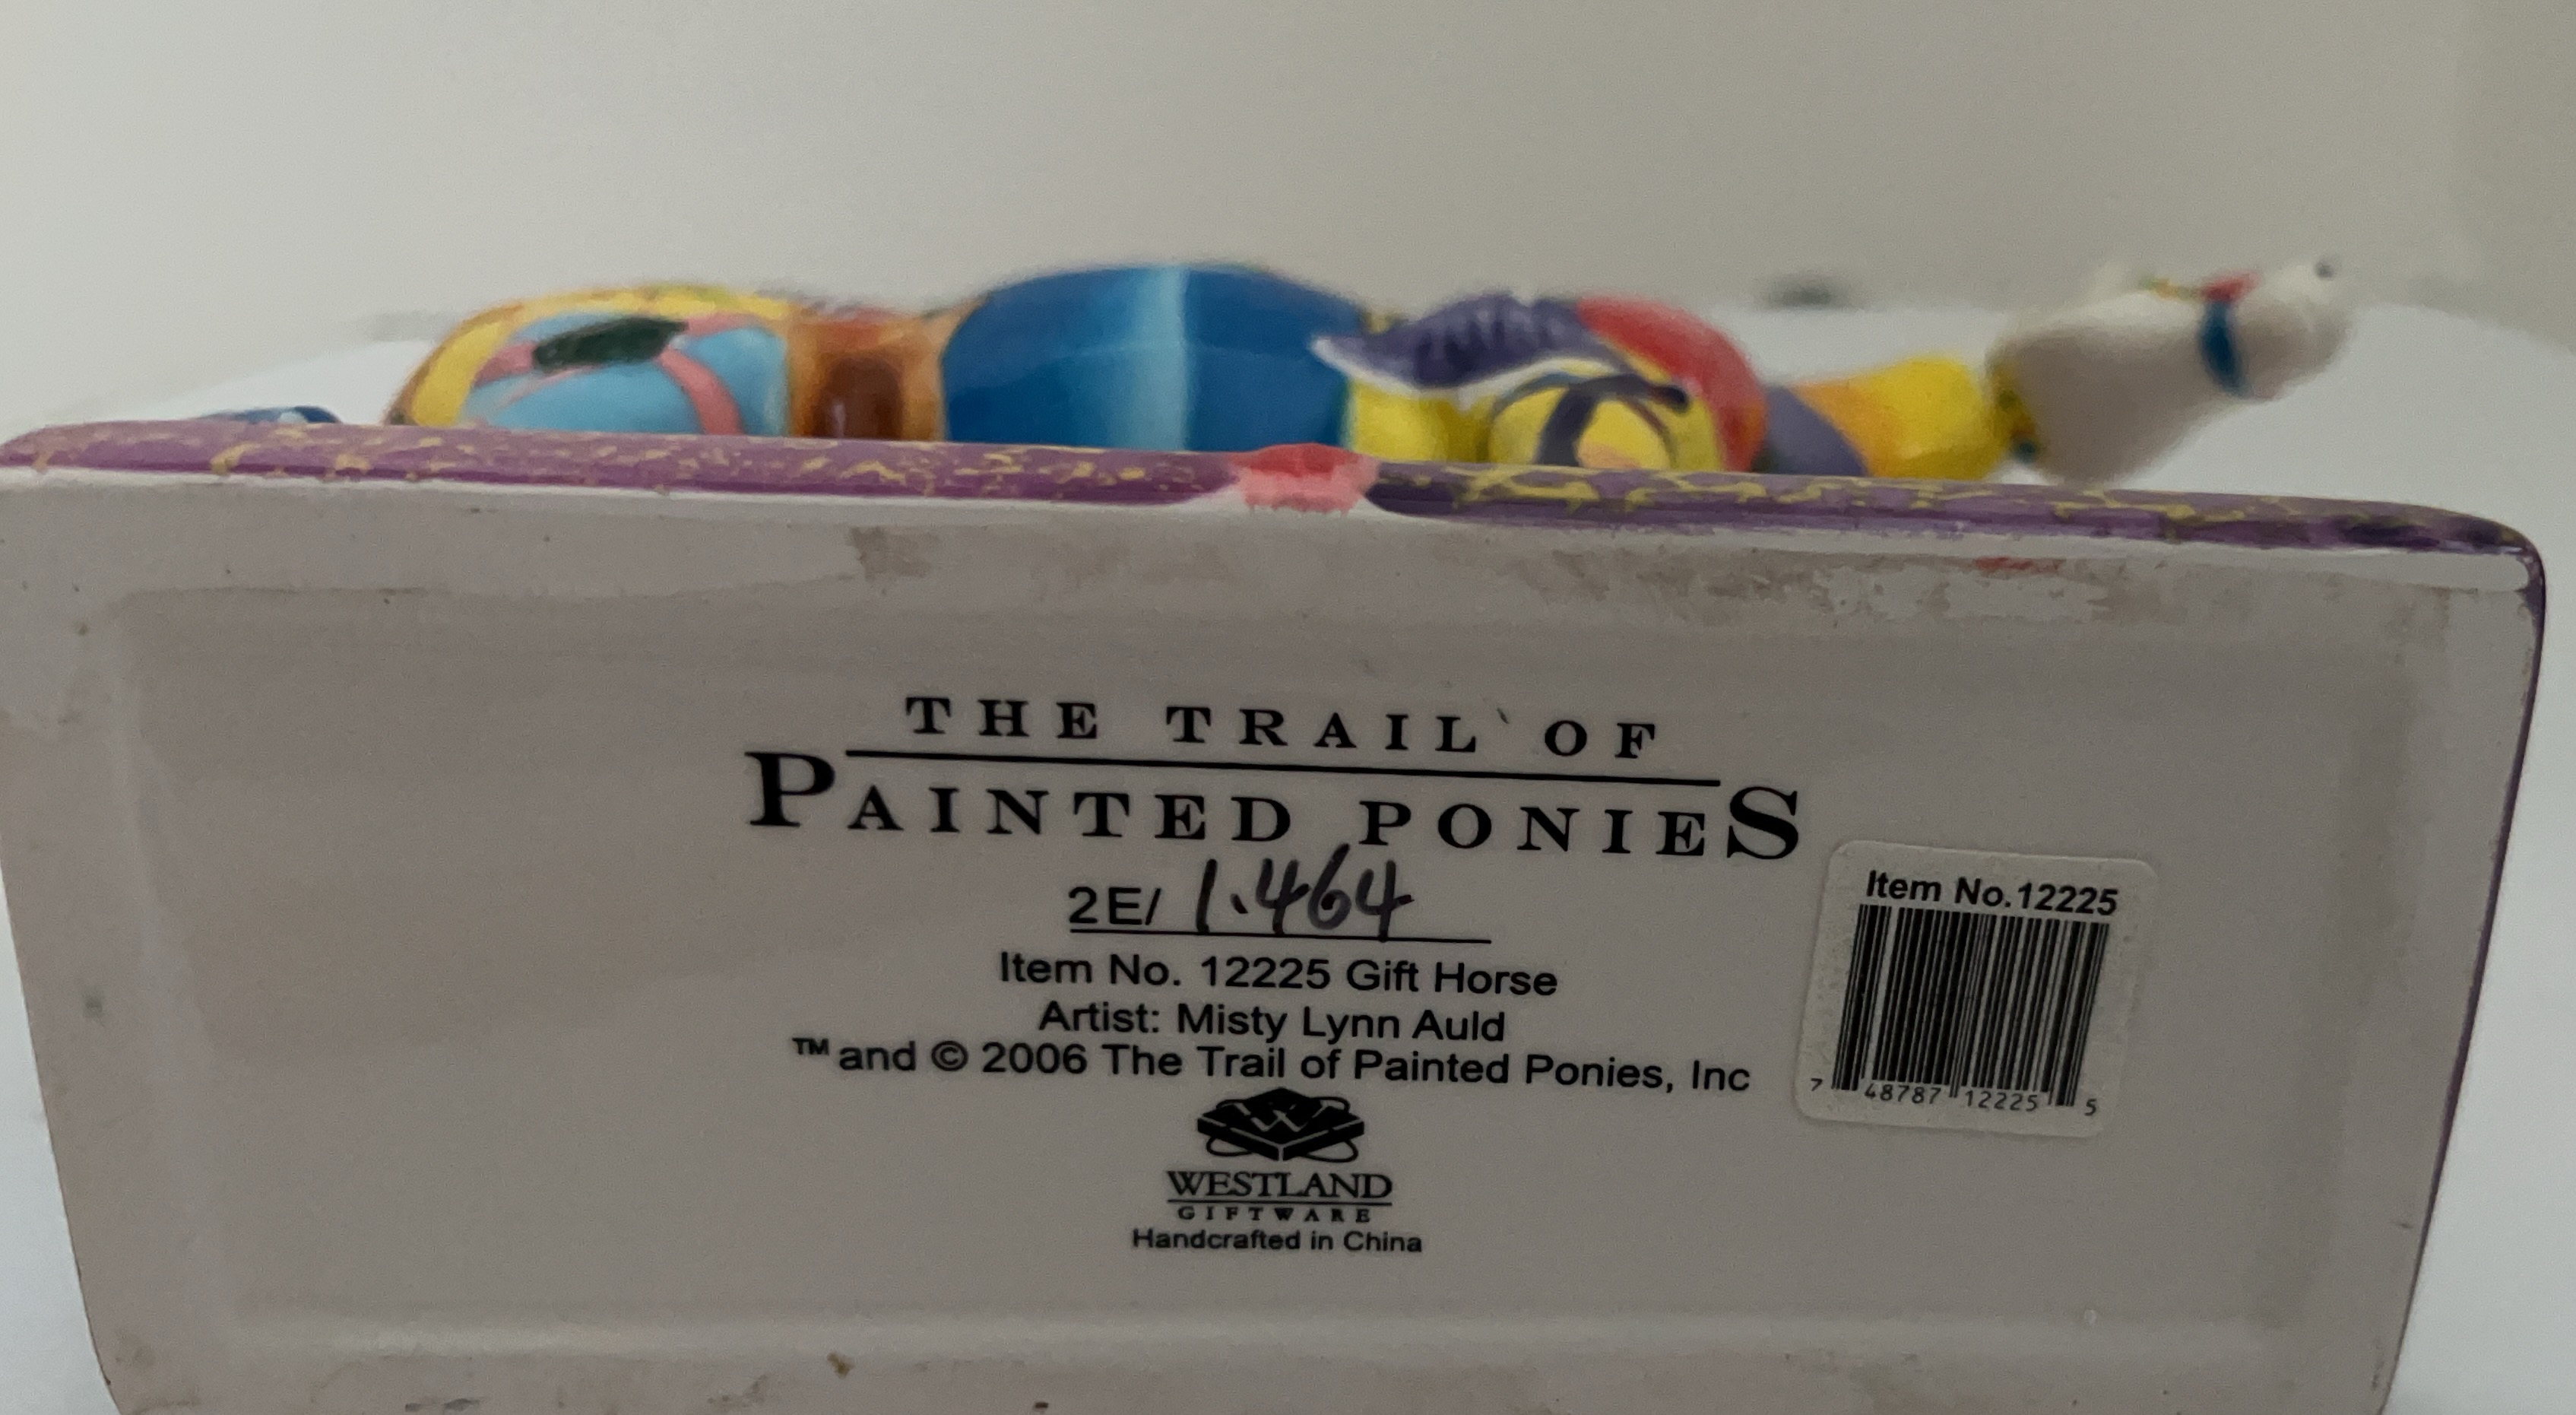 THE TRAIL OF
PAINTED PONIES
2E/ 1.464
Item No. 12225 Gift Horse
Artist: Misty Lynn Auld
™ and © 2006 The Trail of Painted Ponies, Inc
W
WESTLAND
GIFTWARE
Handcrafted in China
Item No.12225
7 48787 12225 5